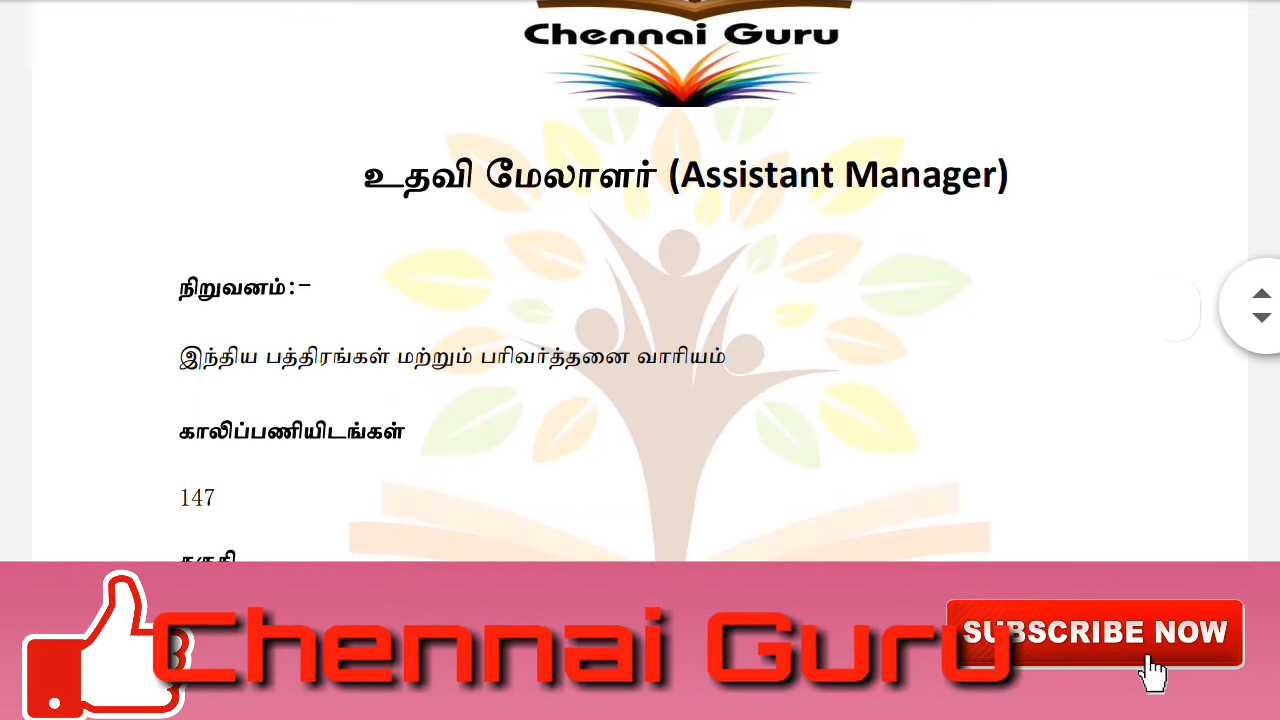 Chennai Guru
உதவி மேலாளர் (Assistant Manager)
நிறுவனம்:-
இந்திய பத்திரங்கள் மற்றும் பரிவர்த்தனை வாரியம்
காலிப்பணியிடங்கள்
147
தகுதி
Chennai Guru
SUBSCRIBE NOW